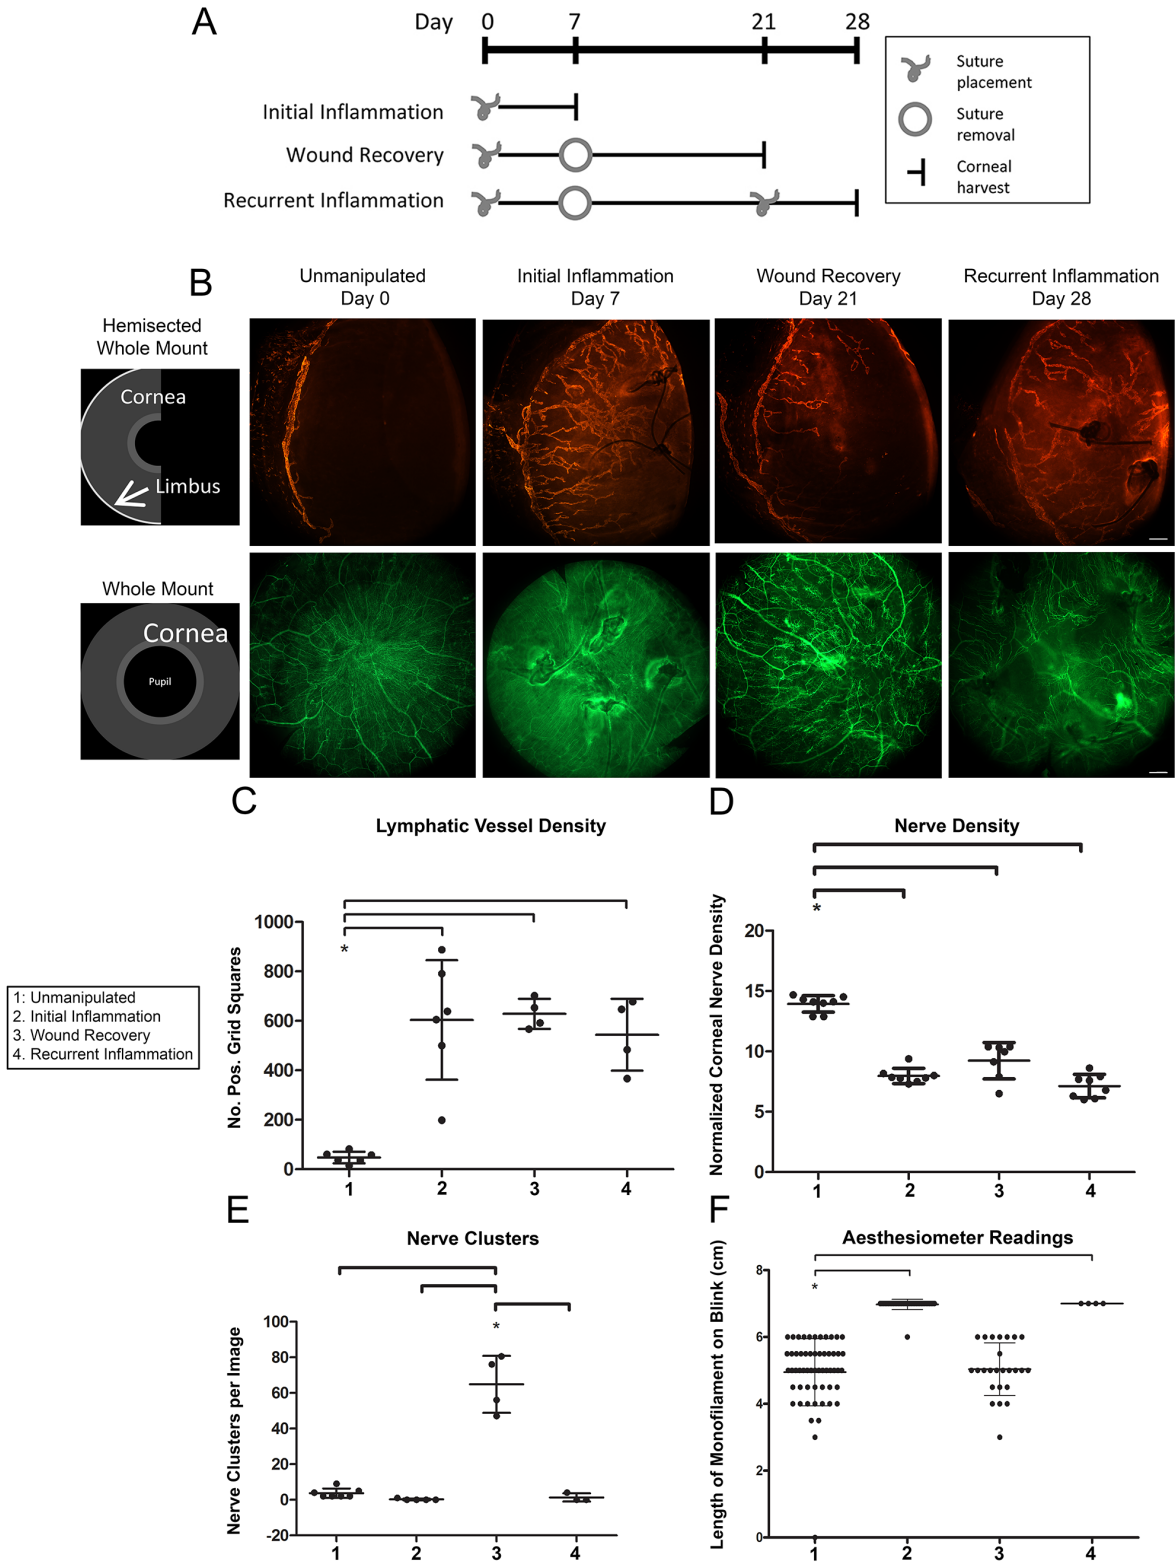 A
Day 0 7 21 28
Initial Inflammation
Wound Recovery
Recurrent Inflammation
Suture
placement
Suture
removal
Corneal
harvest
B
Unmanipulated
Day 0
Initial Inflammation
Day 7
Wound Recovery
Day 21
Recurrent Inflammation
Day 28
Hemisected
Whole Mount
Cornea
Limbus
Whole Mount
Cornea
Pupil
C
Lymphatic Vessel Density
No. Pos. Grid Squares
1000
800
600
400
200
0
*
1 2 3 4
1: Unmanipulated
2. Initial Inflammation
3. Wound Recovery
4. Recurrent Inflammation
D
Nerve Density
Normalized Corneal Nerve Density
20
15
10
5
0
*
1 2 3 4
E
Nerve Clusters
Nerve Clusters per Image
100
80
60
40
20
0
-20
*
1 2 3 4
F
Aesthesiometer Readings
Length of Monofilament on Blink (cm)
8
6
4
2
0
*
1 2 3 4